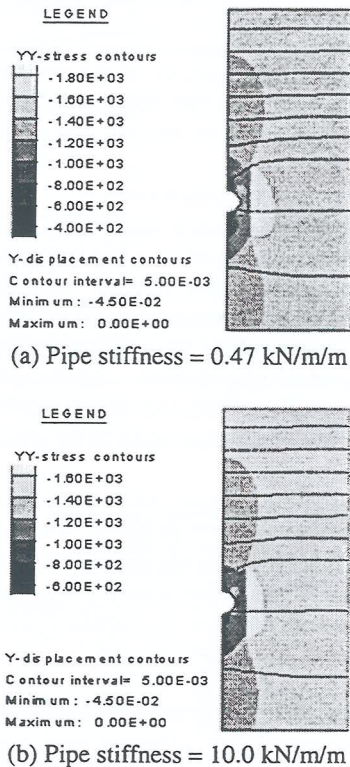 LEGEND
YY-stress contours
-1.80E+03
-1.60E+03
-1.40E+03
-1.20E+03
-1.00E+03
-8.00E+02
-6.00E+02
-4.00E+02
Y-displacement contours
Contour interval= 5.00E-03
Minimum: -4.50E-02
Maximum: 0.00E+00
(a) Pipe stiffness = 0.47 kN/m/m
LEGEND
YY-stress contours
-1.60E+03
-1.40E+03
-1.20E+03
-1.00E+03
-8.00E+02
-6.00E+02
Y-displacement contours
Contour interval= 5.00E-03
Minimum: -4.50E-02
Maximum: 0.00E+00
(b) Pipe stiffness = 10.0 kN/m/m